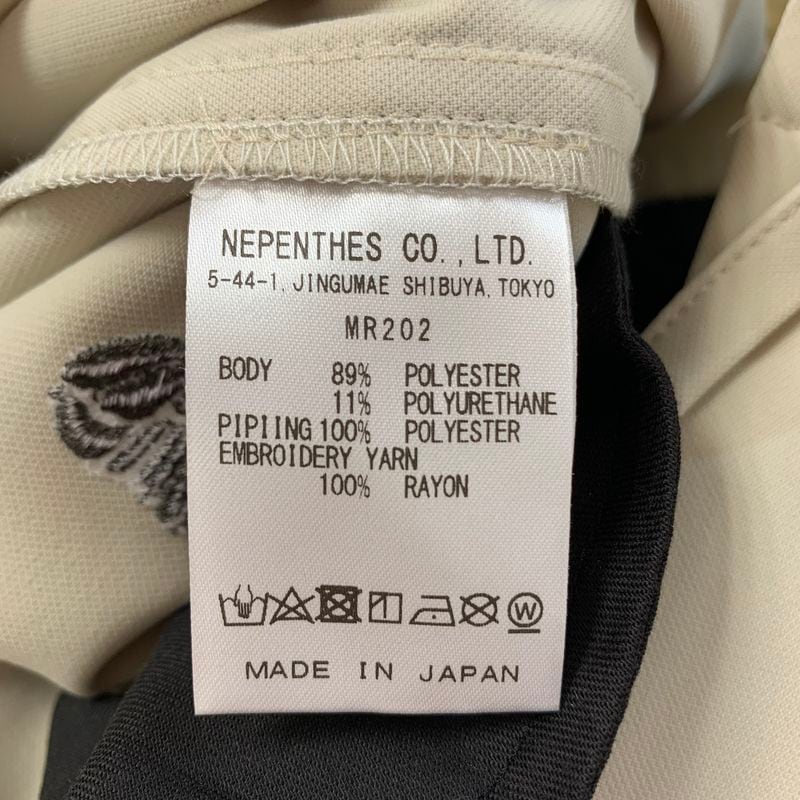 NEPENTHES CO.,LTD.
5-44-1, JINGUMAE SHIBUYA, TOKYO
MR202
BODY 89% POLYESTER
11% POLYURETHANE
PIPIING 100% POLYESTER
EMBROIDERY YARN
100% RAYON
W
MADE IN JAPAN